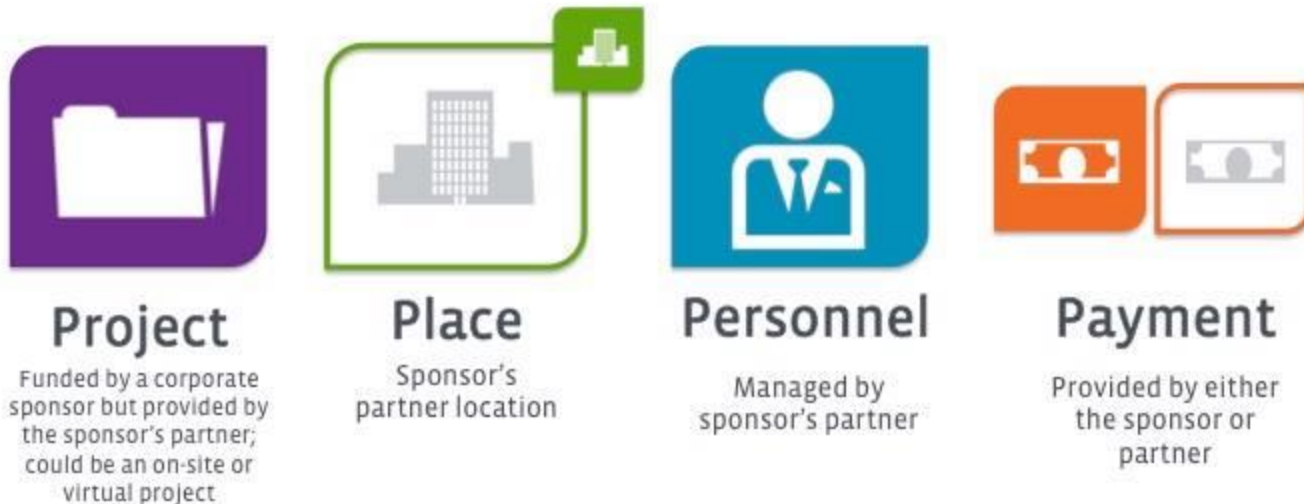 Project
Funded by a corporate
sponsor but provided by
the sponsor's partner;
could be an on-site or
virtual project
Place
Sponsor's
partner location
Personnel
Managed by
sponsor's partner
Payment
Provided by either
the sponsor or
partner